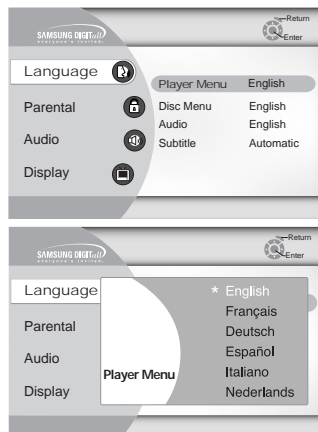 Return
SAMSUNG DIGITall
everyone's invited.
Enter
Language
Player Menu English
Parental
Disc Menu English
Audio
Audio English
Subtitle Automatic
Display
Return
SAMSUNG DIGITall
everyone's invited.
Enter
Language
* English
Français
Parental
Deutsch
Audio
Español
Player Menu
Italiano
Display
Nederlands